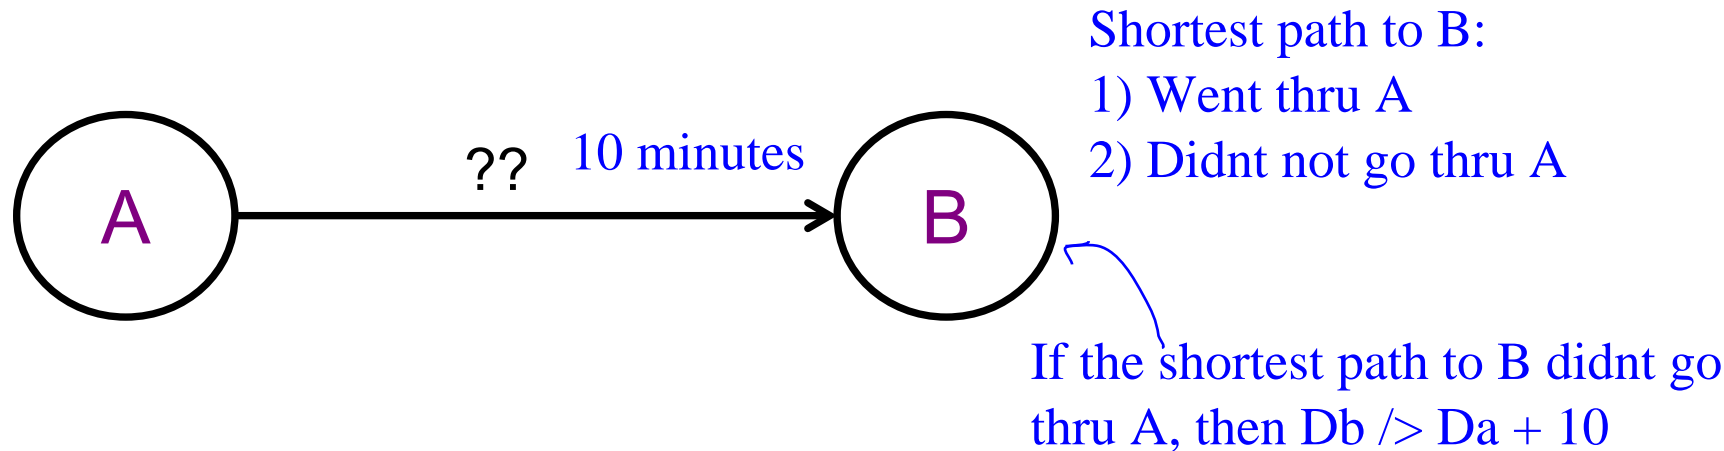 Shortest path to B:
1) Went thru A
2) Didnt not go thru A
A
??
10 minutes
B
If the shortest path to B didnt go
thru A, then Db /> Da + 10